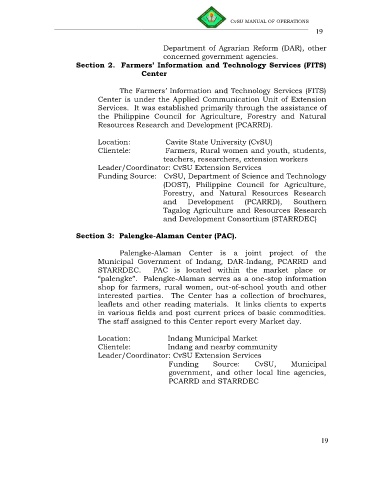 CvSU MANUAL OF OPERATIONS
19
Department of Agrarian Reform (DAR), other
concerned government agencies.
Section 2. Farmers' Information and Technology Services (FITS)
Center
The Farmers' Information and Technology Services (FITS)
Center is under the Applied Communication Unit of Extension
Services. It was established primarily through the assistance of
the Philippine Council for Agriculture, Forestry and Natural
Resources Research and Development (PCARRD).
Location: Cavite State University (CvSU)
Clientele: Farmers, Rural women and youth, students,
teachers, researchers, extension workers
Leader/Coordinator: CvSU Extension Services
Funding Source: CvSU, Department of Science and Technology
(DOST), Philippine Council for Agriculture,
Forestry, and Natural Resources Research
and Development (PCARRD), Southern
Tagalog Agriculture and Resources Research
and Development Consortium (STARRDEC)
Section 3: Palengke-Alaman Center (PAC).
Palengke-Alaman Center is a joint project of the
Municipal Government of Indang, DAR-Indang, PCARRD and
STARRDEC. PAC is located within the market place or
"palengke". Palengke-Alaman serves as a one-stop information
shop for farmers, rural women, out-of-school youth and other
interested parties. The Center has a collection of brochures,
leaflets and other reading materials. It links clients to experts
in various fields and post current prices of basic commodities.
The staff assigned to this Center report every Market day.
Location: Indang Municipal Market
Clientele: Indang and nearby community
Leader/Coordinator: CvSU Extension Services
Funding Source: CvSU, Municipal
government, and other local line agencies,
PCARRD and STARRDEC
19